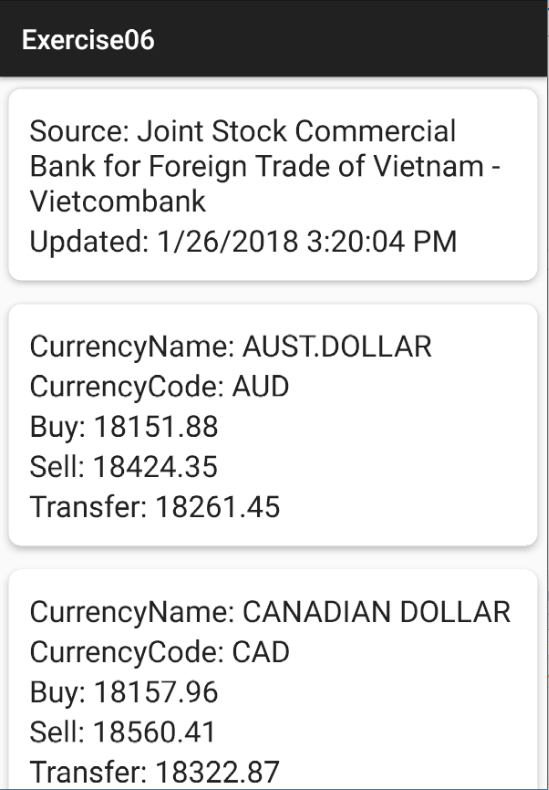 Exercise06
Source: Joint Stock Commercial
Bank for Foreign Trade of Vietnam -
Vietcombank
Updated: 1/26/2018 3:20:04 PM
CurrencyName: AUST.DOLLAR
CurrencyCode: AUD
Buy: 18151.88
Sell: 18424.35
Transfer: 18261.45
CurrencyName: CANADIAN DOLLAR
CurrencyCode: CAD
Buy: 18157.96
Sell: 18560.41
Transfer: 18322.87